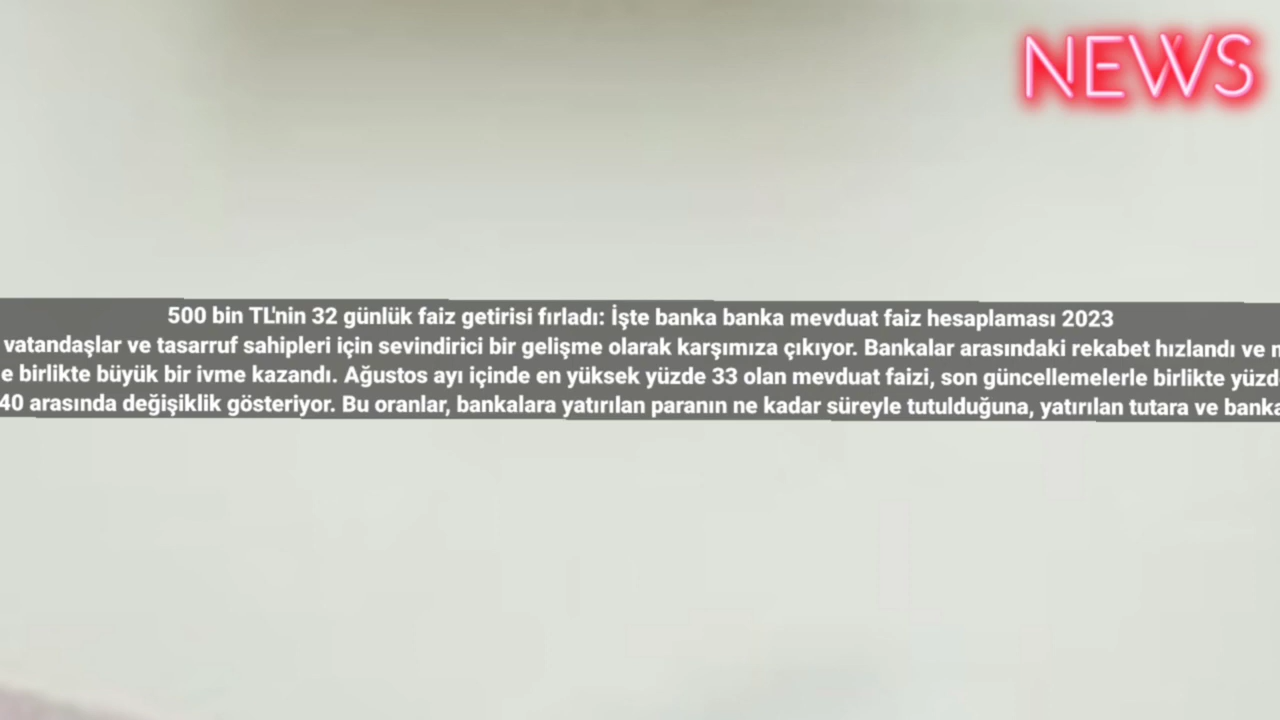 NEWS
500 bin TL'nin 32 günlük faiz getirisi fırladı: İşte banka banka mevduat faiz hesaplaması 2023
vatandaşlar ve tasarruf sahipleri için sevindirici bir gelişme olarak karşımıza çıkıyor. Bankalar arasındaki rekabet hızlandı ve
birlikte büyük bir ivme kazandı. Ağustos ayı içinde en yüksek yüzde 33 olan mevduat faizi, son güncellemelerle birlikte
40 arasında değişiklik gösteriyor. Bu oranlar, bankalara yatırılan paranın ne kadar süreyle tutulduğuna, yatırılan tutara ve